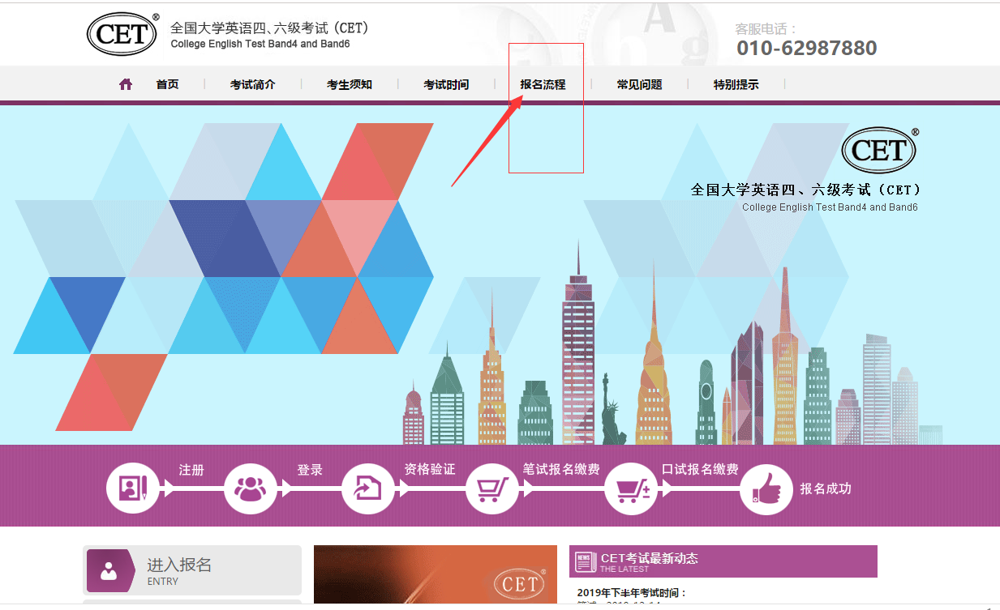 CET®
全国大学英语四、六级考试（CET）
College English Test Band4 and Band6
客服电话：
010-62987880
首页
考试简介
考生须知
考试时间
报名流程
常见问题
特别提示
CET®
全国大学英语四、六级考试（CET）
College English Test Band4 and Band6
注册
登录
资格验证
笔试报名缴费
口试报名缴费
报名成功
进入报名
ENTRY
CET®
NEWS
CET考试最新动态
THE LATEST
2019年下半年考试时间：